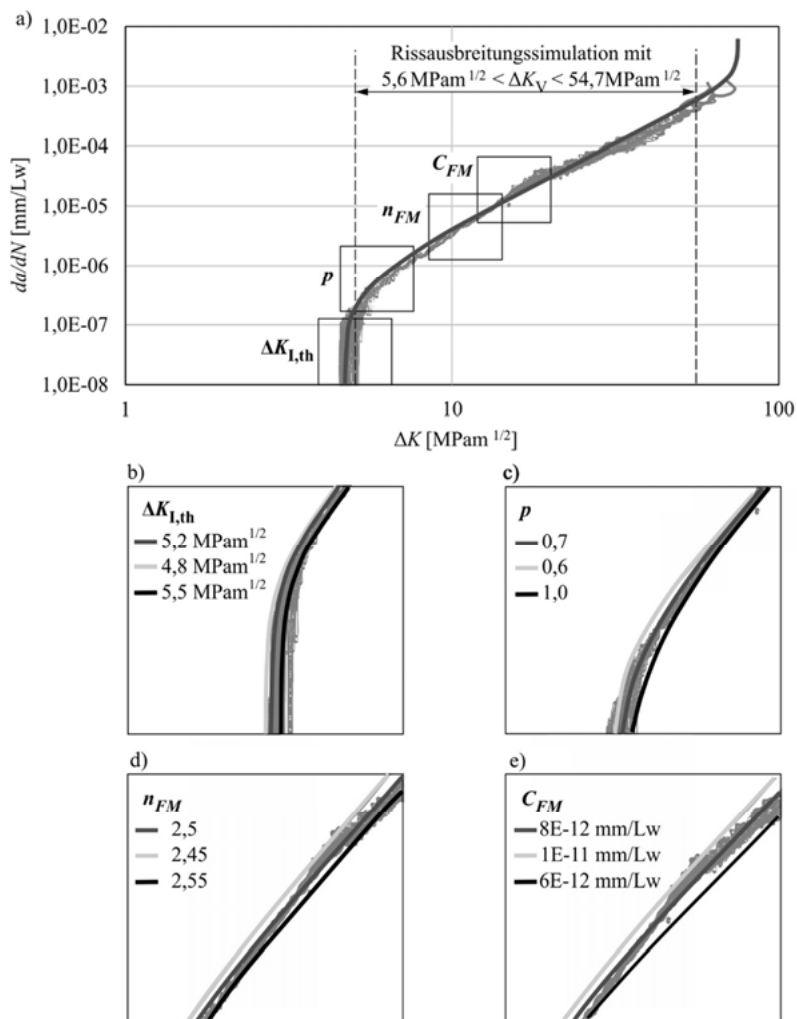 a)
1,0E-02
1,0E-03
1,0E-04
1,0E-05
1,0E-06
1,0E-07
1,0E-08
da/dN [mm/Lw]
Rissausbreitungssimulation mit
5,6 MPam^1/2 < ΔK_V < 54,7MPam^1/2
C_FM
n_FM
p
ΔK_I,th
1
10
100
ΔK [MPam^1/2]
b)
ΔK_I,th
5,2 MPam^1/2
4,8 MPam^1/2
5,5 MPam^1/2
c)
p
0,7
0,6
1,0
d)
n_FM
2,5
2,45
2,55
e)
C_FM
8E-12 mm/Lw
1E-11 mm/Lw
6E-12 mm/Lw